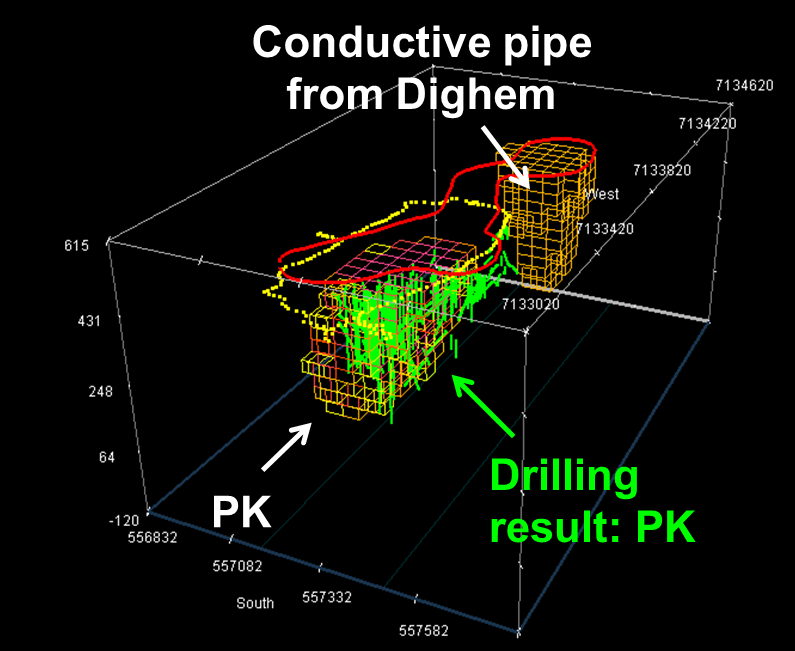 Conductive pipe
from Dighem
7134620
7134220
7133820
West
7133420
7133020
615
431
248
64
-120
556832
557082
South
557332
557582
PK
Drilling
result: PK